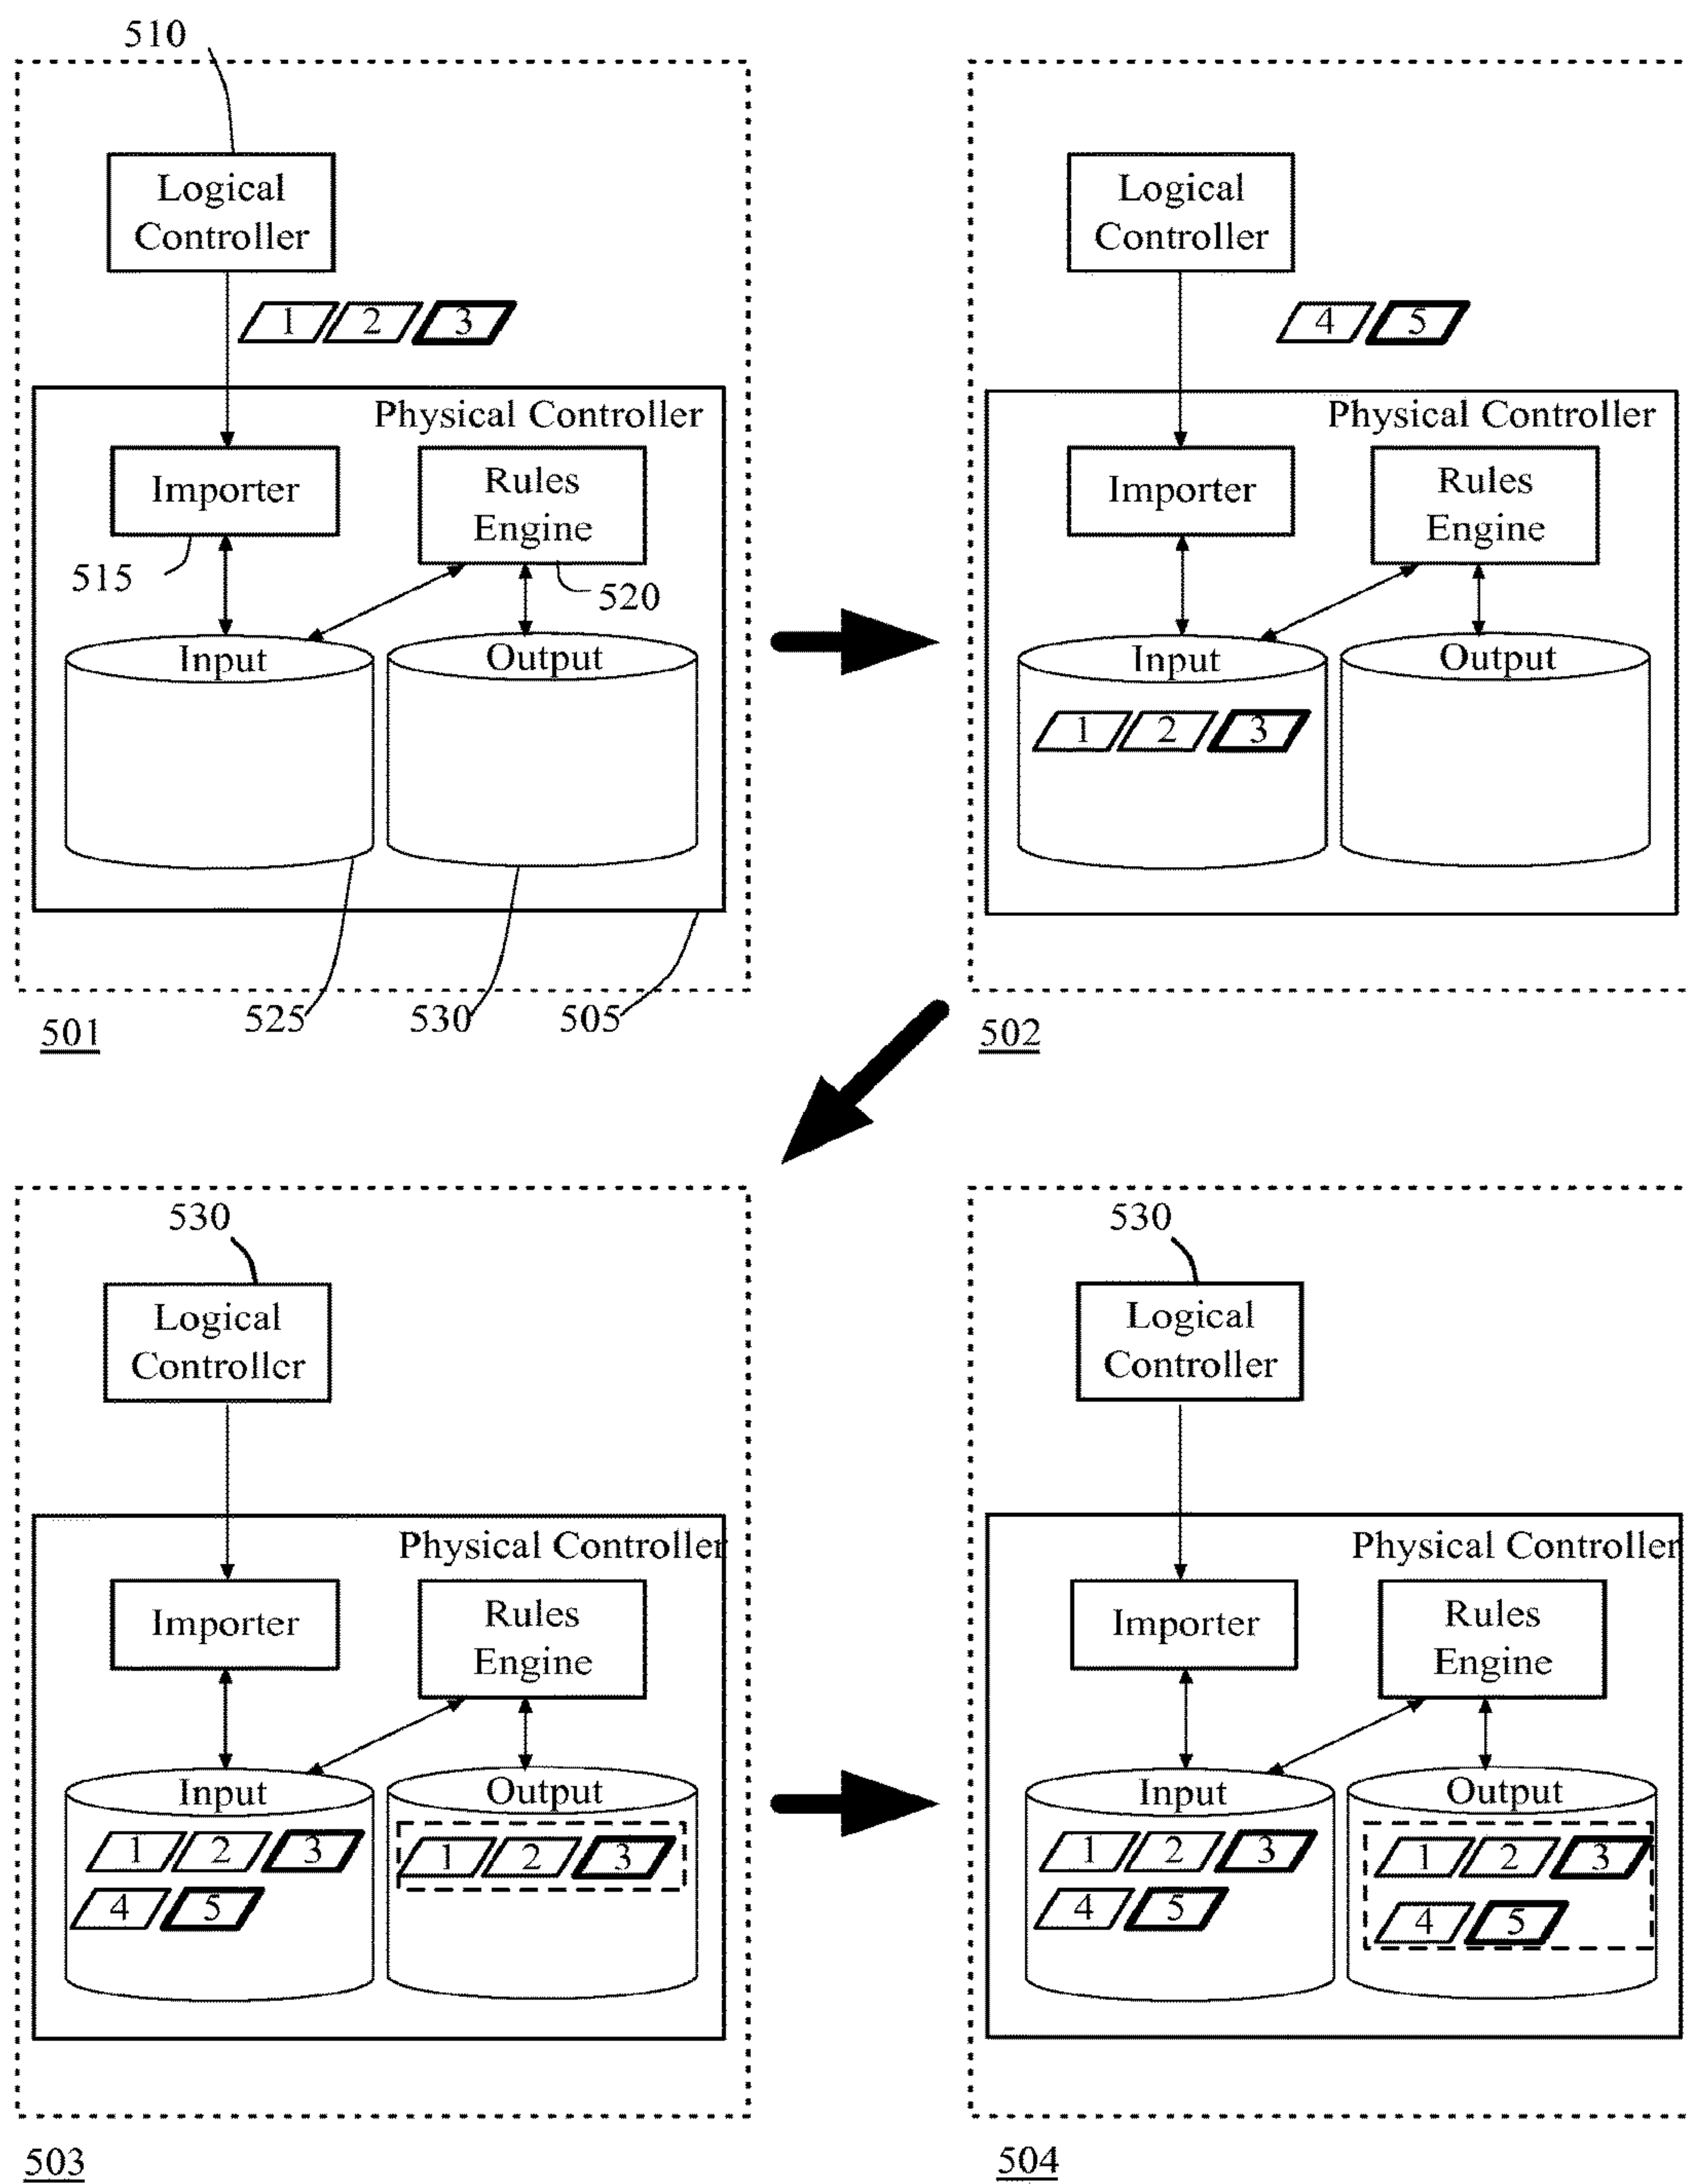 510
Logical
Controller
1 2 3
Physical Controller
Importer
Rules
Engine
515
520
Input
Output
525
530
505
501
Logical
Controller
4 5
Physical Controller
Importer
Rules
Engine
Input
Output
1 2 3
502
530
Logical
Controller
Physical Controller
Importer
Rules
Engine
Input
Output
1 2 3
1 2 3
4 5
503
530
Logical
Controller
Physical Controller
Importer
Rules
Engine
Input
Output
1 2 3
1 2 3
4 5
4 5
504